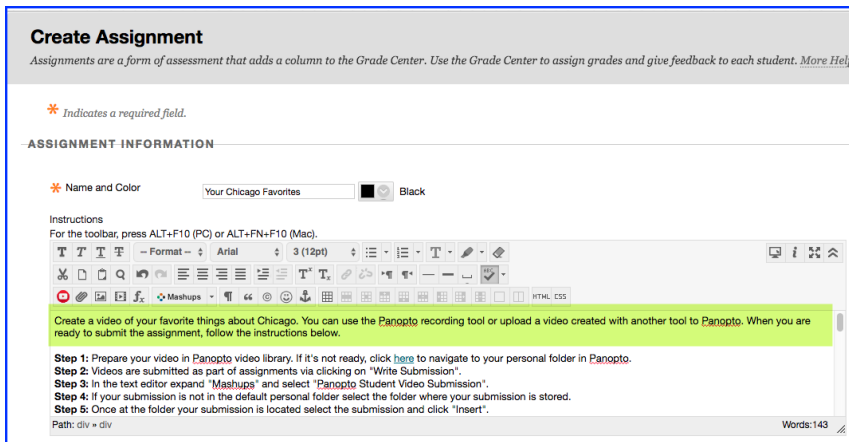 Create Assignment
Assignments are a form of assessment that adds a column to the Grade Center. Use the Grade Center to assign grades and give feedback to each student. More Help
* Indicates a required field.
ASSIGNMENT INFORMATION
* Name and Color Your Chicago Favorites Black
Instructions
For the toolbar, press ALT+F10 (PC) or ALT+FN+F10 (Mac).
T T T T – Format – Arial 3 (12pt) T
ABC
fx Mashups HTML CSS
Create a video of your favorite things about Chicago. You can use the Panopto recording tool or upload a video created with another tool to Panopto. When you are
ready to submit the assignment, follow the instructions below.
Step 1: Prepare your video in Panopto video library. If it's not ready, click here to navigate to your personal folder in Panopto.
Step 2: Videos are submitted as part of assignments via clicking on "Write Submission".
Step 3: In the text editor expand "Mashups" and select "Panopto Student Video Submission".
Step 4: If your submission is not in the default personal folder select the folder where your submission is stored.
Step 5: Once at the folder your submission is located select the submission and click "Insert".
Path: div » div Words:143